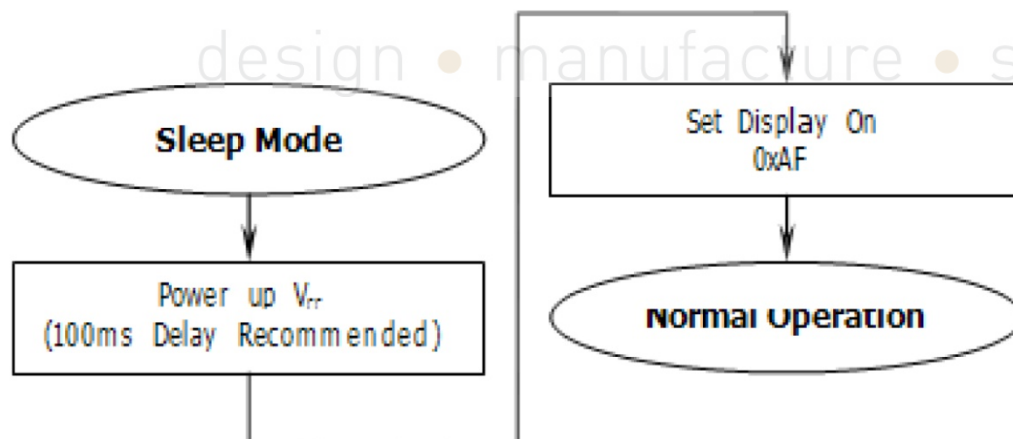 design • manufacture • s
Sleep Mode
Power up
(100ms Delay Recommended)
Set Display On
0xAF
Normal Operation